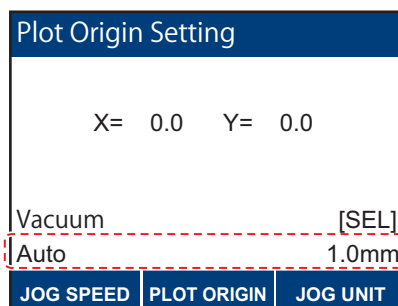 Plot Origin Setting
X= 0.0 Y= 0.0
Vacuum [SEL]
Auto 1.0mm
JOG SPEED PLOT ORIGIN JOG UNIT